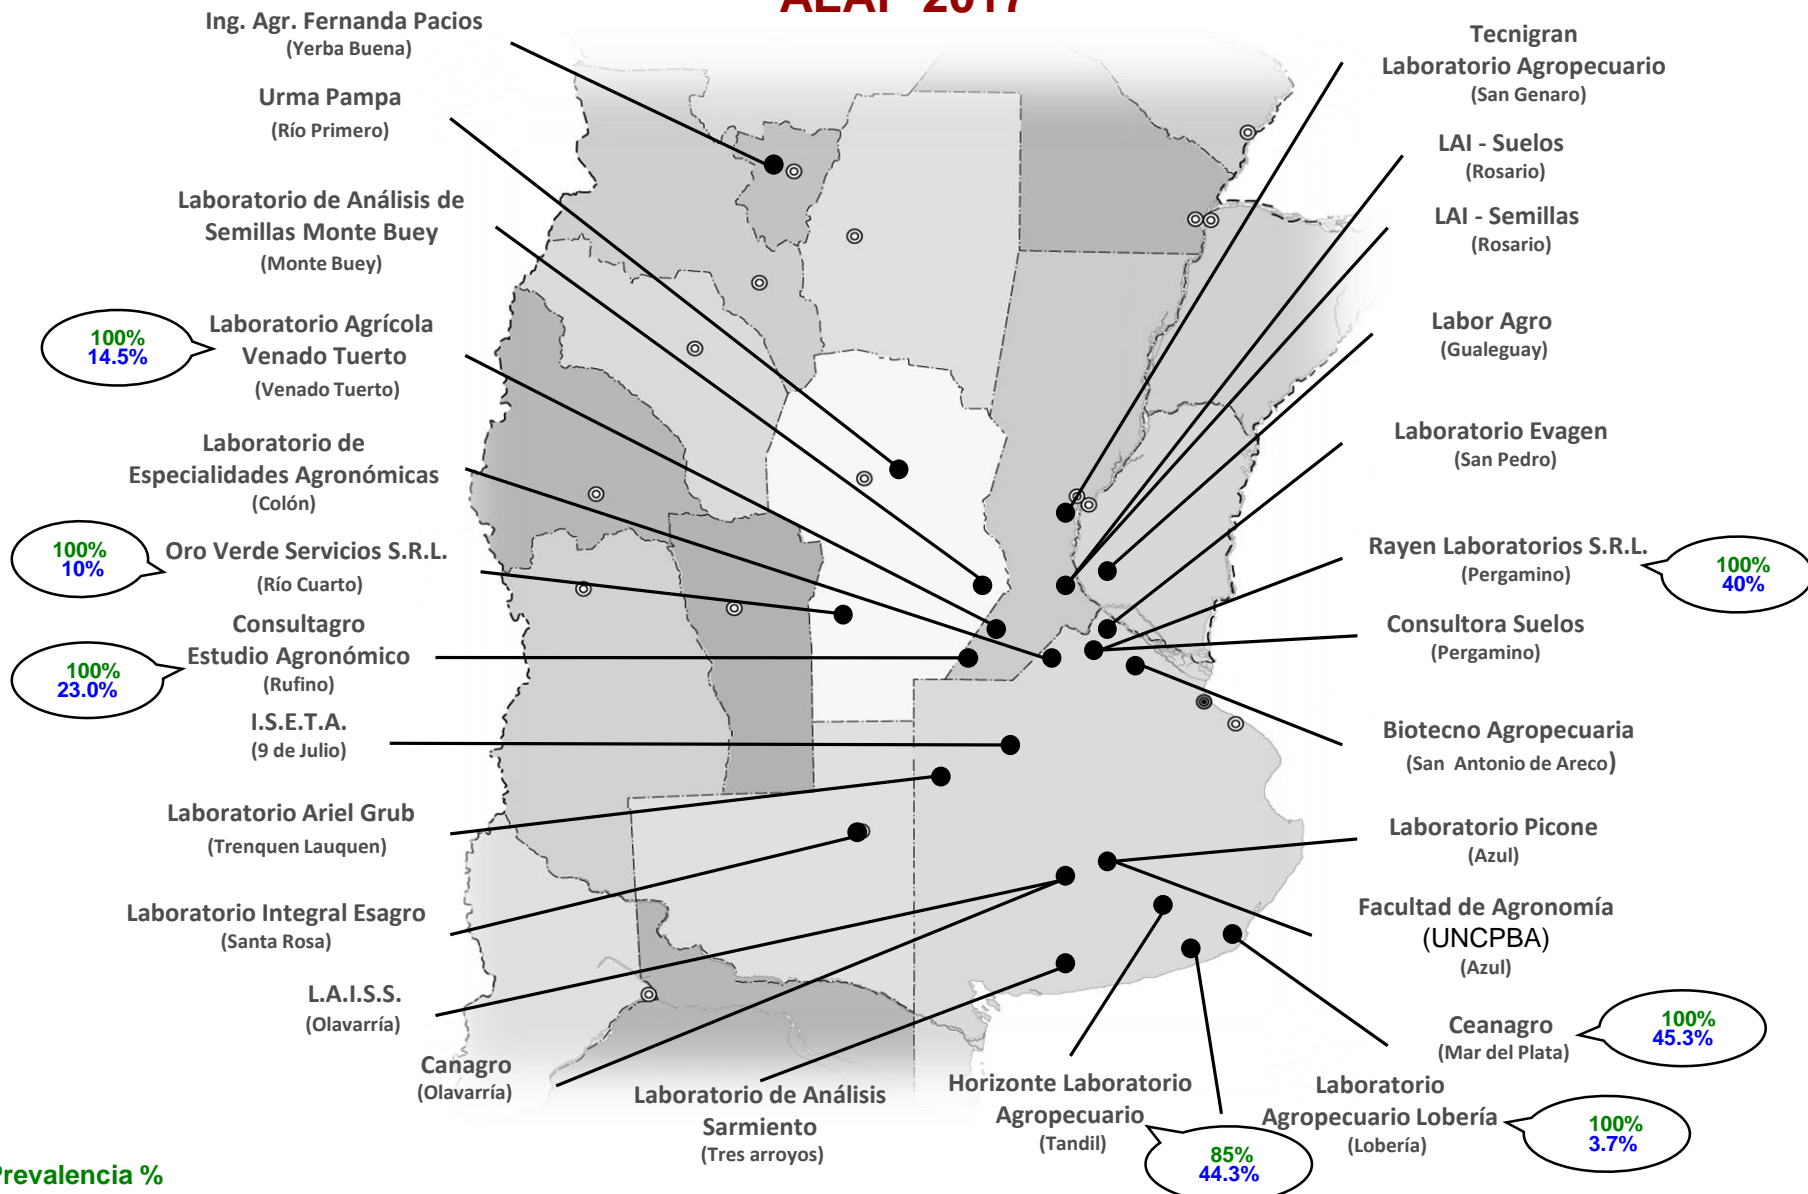 ALAP 2017
Ing. Agr. Fernanda Pacios
(Yerba Buena)
Urma Pampa
(Río Primero)
Laboratorio de Análisis de
Semillas Monte Buey
(Monte Buey)
100%
14.5%
Laboratorio Agrícola
Venado Tuerto
(Venado Tuerto)
Laboratorio de
Especialidades Agronómicas
(Colón)
100%
10%
Oro Verde Servicios S.R.L.
(Río Cuarto)
Consultagro
Estudio Agronómico
(Rufino)
100%
23.0%
I.S.E.T.A.
(9 de Julio)
Laboratorio Ariel Grub
(Trenquen Lauquen)
Laboratorio Integral Esagro
(Santa Rosa)
L.A.I.S.S.
(Olavarría)
Canagro
(Olavarría)
Laboratorio de Análisis
Sarmiento
(Tres arroyos)
Horizonte Laboratorio
Agropecuario
(Tandil)
85%
44.3%
Laboratorio
Agropecuario Lobería
(Lobería)
100%
3.7%
Ceanagro
(Mar del Plata)
100%
45.3%
Facultad de Agronomía
(UNCPBA)
(Azul)
Laboratorio Picone
(Azul)
Biotecno Agropecuaria
(San Antonio de Areco)
Consultora Suelos
(Pergamino)
Rayen Laboratorios S.R.L.
(Pergamino)
100%
40%
Laboratorio Evagen
(San Pedro)
Labor Agro
(Gualeguay)
LAI - Semillas
(Rosario)
LAI - Suelos
(Rosario)
Tecnigran
Laboratorio Agropecuario
(San Genaro)
Prevalencia %